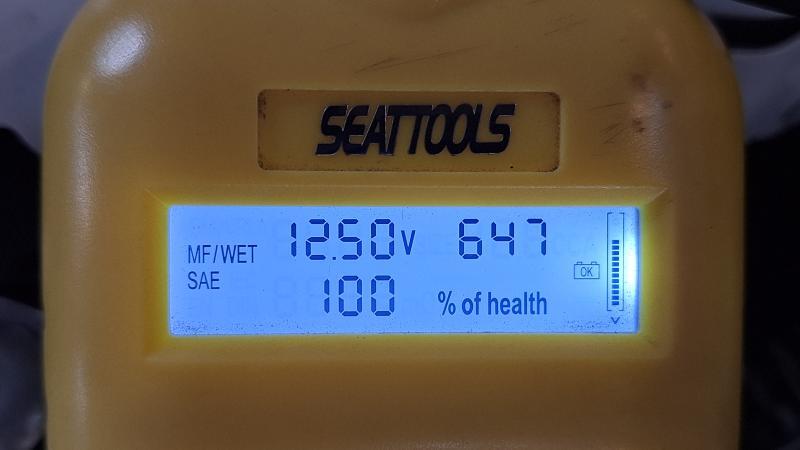 SEATTOOLS
MF/WET 12.50V 647
SAE
OK
100 % of health